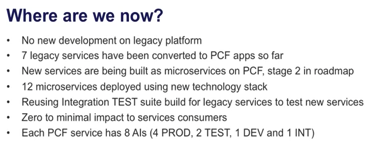 Where are we now?
• No new development on legacy platform
• 7 legacy services have been converted to PCF apps so far
• New services are being built as microservices on PCF, stage 2 in roadmap
• 12 microservices deployed using new technology stack
• Reusing Integration TEST suite build for legacy services to test new services
• Zero to minimal impact to services consumers
• Each PCF service has 8 AIs (4 PROD, 2 TEST, 1 DEV and 1 INT)